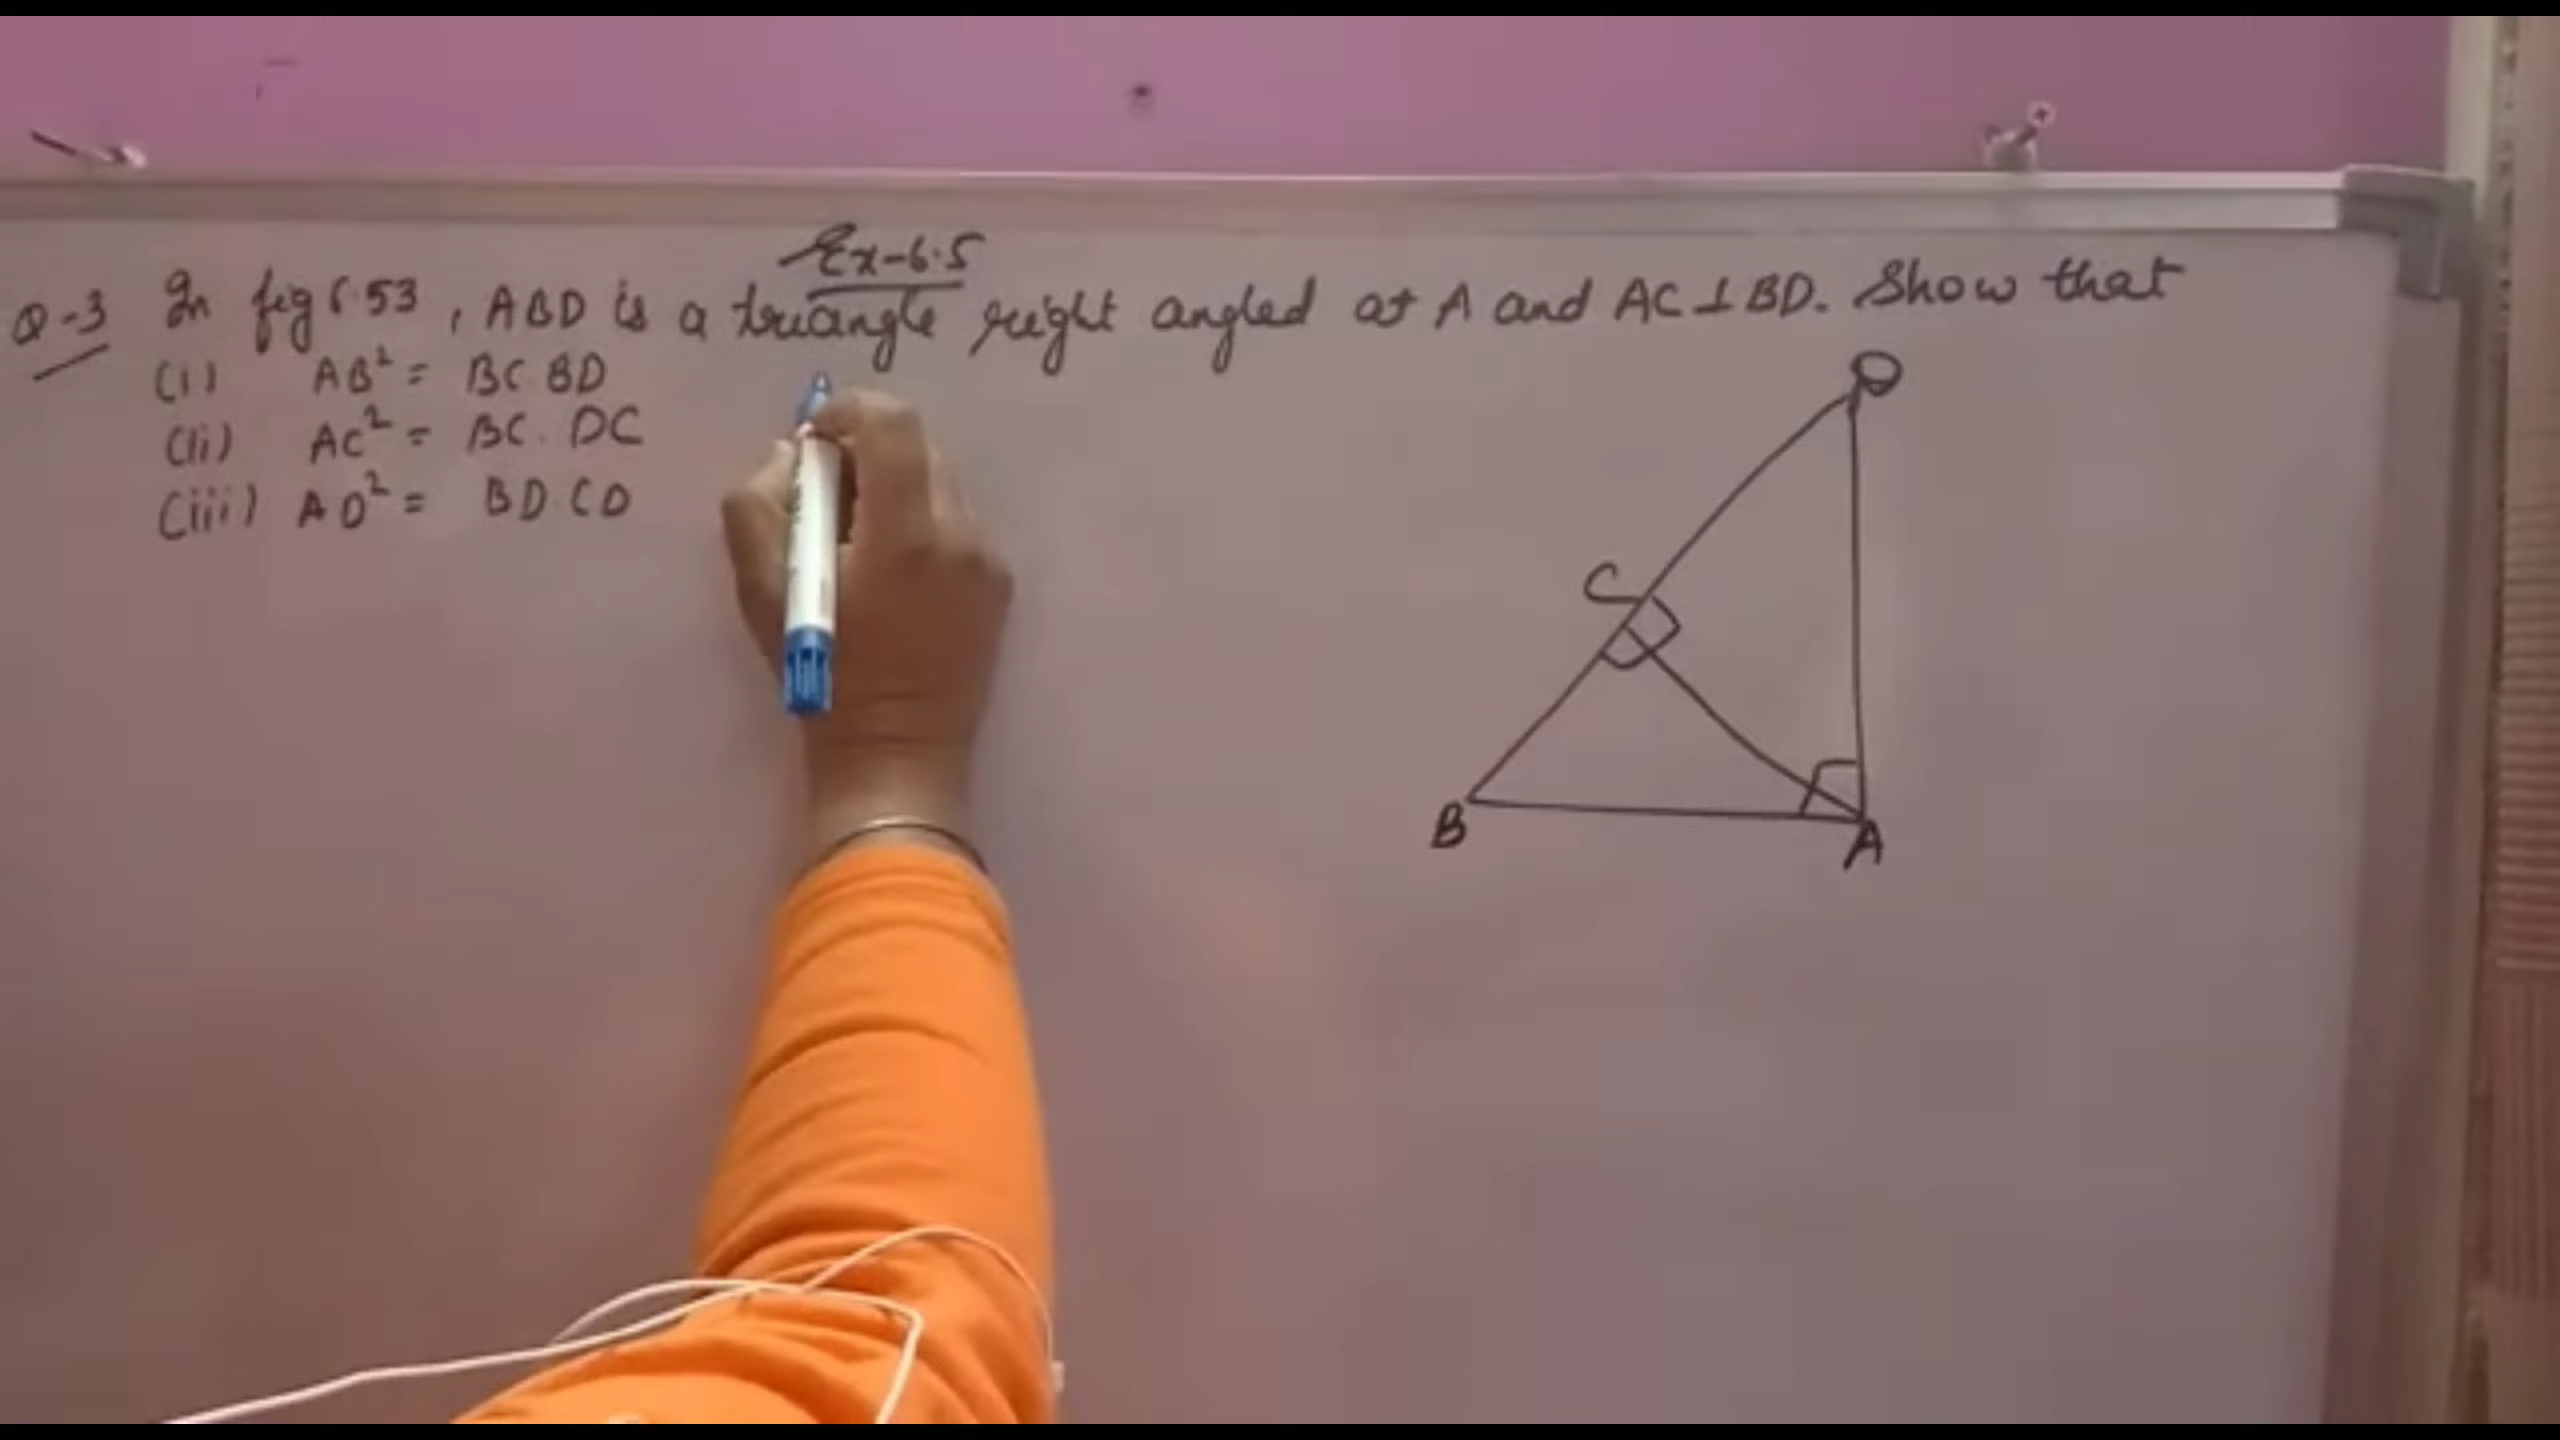 Ex-6.5
Q-3 In fig 6.53, ABD is a triangle right angled at A and AC ⊥ BD. Show that
(i) AB² = BC.BD
(ii) AC² = BC. DC
(iii) AD² = BD.CD
D
C
B
A